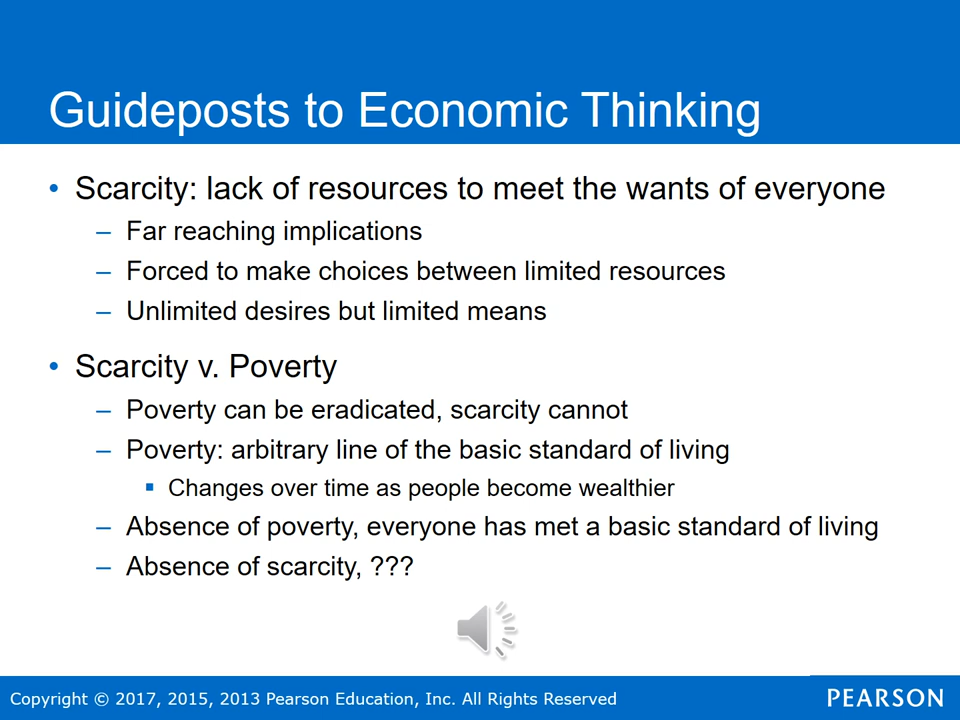 Guideposts to Economic Thinking
• Scarcity: lack of resources to meet the wants of everyone
– Far reaching implications
– Forced to make choices between limited resources
– Unlimited desires but limited means
• Scarcity v. Poverty
– Poverty can be eradicated, scarcity cannot
– Poverty: arbitrary line of the basic standard of living
▪ Changes over time as people become wealthier
– Absence of poverty, everyone has met a basic standard of living
– Absence of scarcity, ???
Copyright © 2017, 2015, 2013 Pearson Education, Inc. All Rights Reserved
PEARSON